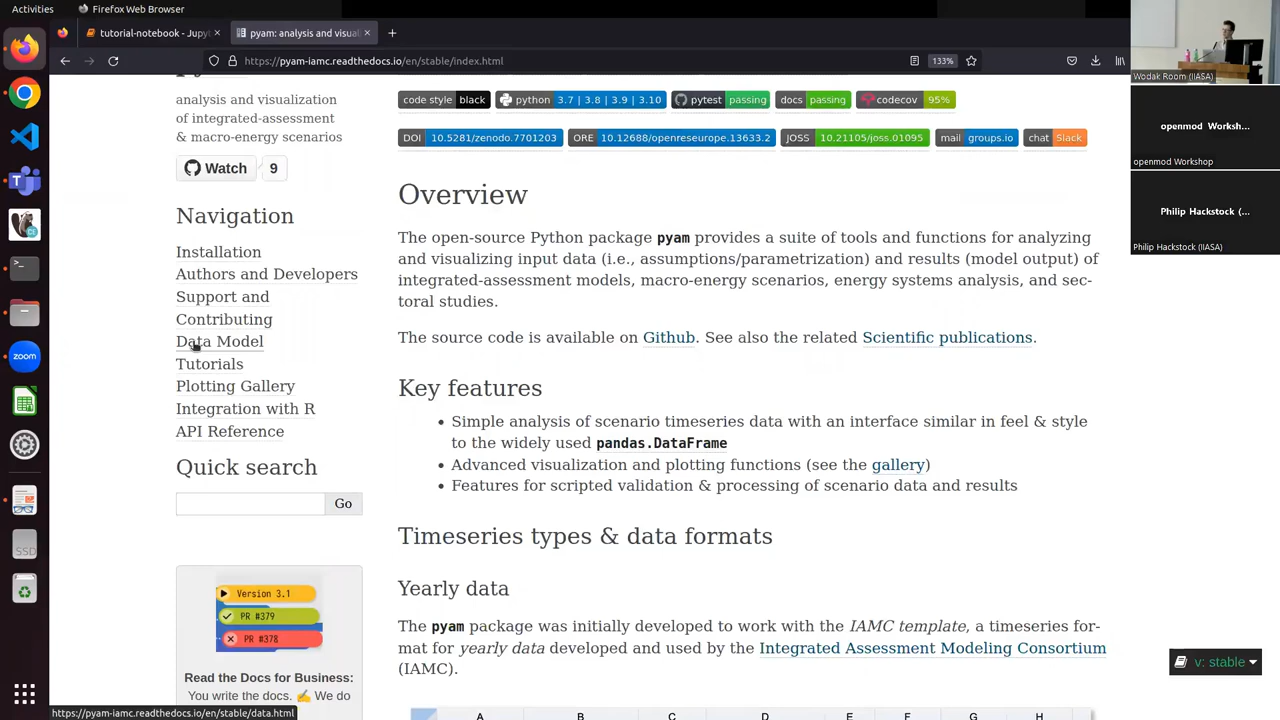 Activities
Firefox Web Browser
tutorial-notebook - Jupyt
pyam: analysis and visual
https://pyam-iamc.readthedocs.io/en/stable/index.html
133%
analysis and visualization
of integrated-assessment
& macro-energy scenarios
Watch 9
Navigation
Installation
Authors and Developers
Support and
Contributing
Data Model
Tutorials
Plotting Gallery
Integration with R
API Reference
Quick search
Go
Version 3.1
PR #379
PR #378
Read the Docs for Business:
You write the docs. ✍️ We do
https://pyam-iamc.readthedocs.io/en/stable/data.html
code style black python 3.7 | 3.8 | 3.9 | 3.10 pytest passing docs passing codecov 95%
DOI 10.5281/zenodo.7701203 ORE 10.12688/openreseurope.13633.2 JOSS 10.21105/joss.01095 mail groups.io chat Slack
Overview
The open-source Python package pyam provides a suite of tools and functions for analyzing
and visualizing input data (i.e., assumptions/parametrization) and results (model output) of
integrated-assessment models, macro-energy scenarios, energy systems analysis, and sec-
toral studies.
The source code is available on Github. See also the related Scientific publications.
Key features
• Simple analysis of scenario timeseries data with an interface similar in feel & style
to the widely used pandas.DataFrame
• Advanced visualization and plotting functions (see the gallery)
• Features for scripted validation & processing of scenario data and results
Timeseries types & data formats
Yearly data
The pyam package was initially developed to work with the IAMC template, a timeseries for-
mat for yearly data developed and used by the Integrated Assessment Modeling Consortium
(IAMC).
A B C D E F G H
v: stable
Wodak Room (IIASA)
openmod Worksh...
openmod Workshop
Philip Hackstock (...
Philip Hackstock (IIASA)
zoom
SSD